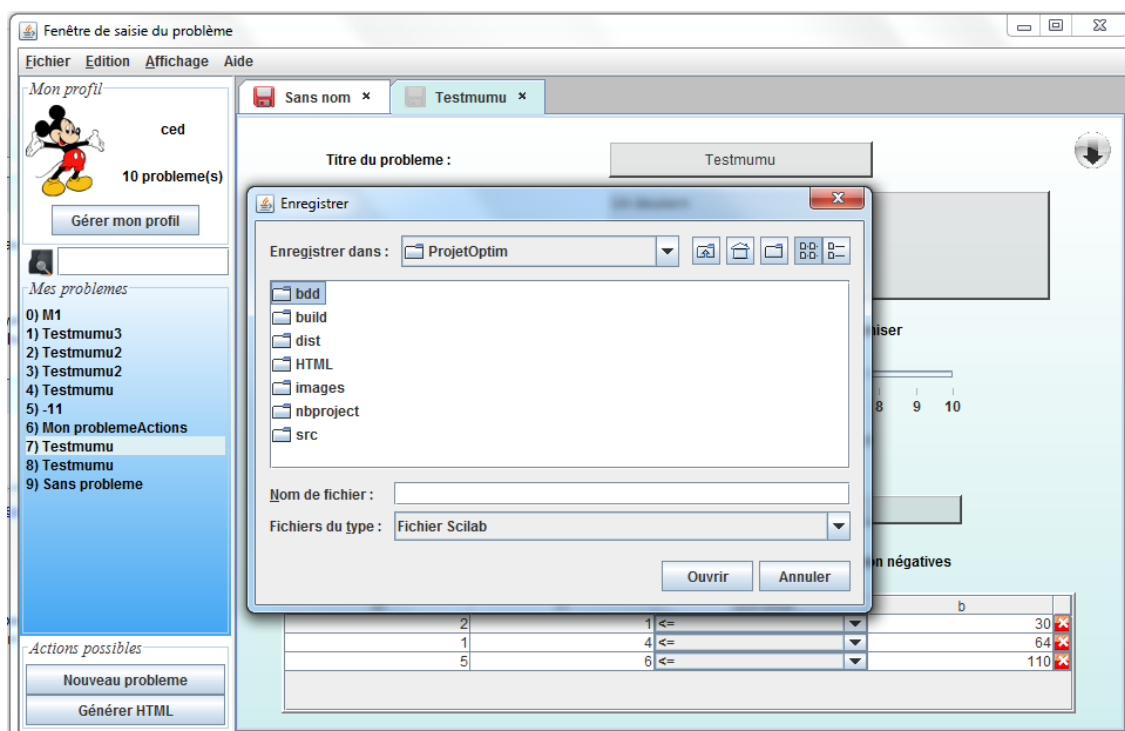 Fenêtre de saisie du problème
Fichier Edition Affichage Aide
Mon profil
ced
10 probleme(s)
Gérer mon profil
Mes problemes
0) M1
1) Testmumu3
2) Testmumu2
3) Testmumu2
4) Testmumu
5) -11
6) Mon problemeActions
7) Testmumu
8) Testmumu
9) Sans probleme
Actions possibles
Nouveau probleme
Générer HTML
Sans nom ×
Testmumu ×
Titre du probleme :
Testmumu
Enregistrer
Enregistrer dans :
ProjetOptim
bdd
build
dist
HTML
images
nbproject
src
Nom de fichier :
Fichiers du type :
Fichier Scilab
Ouvrir
Annuler
iser
8 9 10
n négatives
b
2 1 <= 30
1 4 <= 64
5 6 <= 110